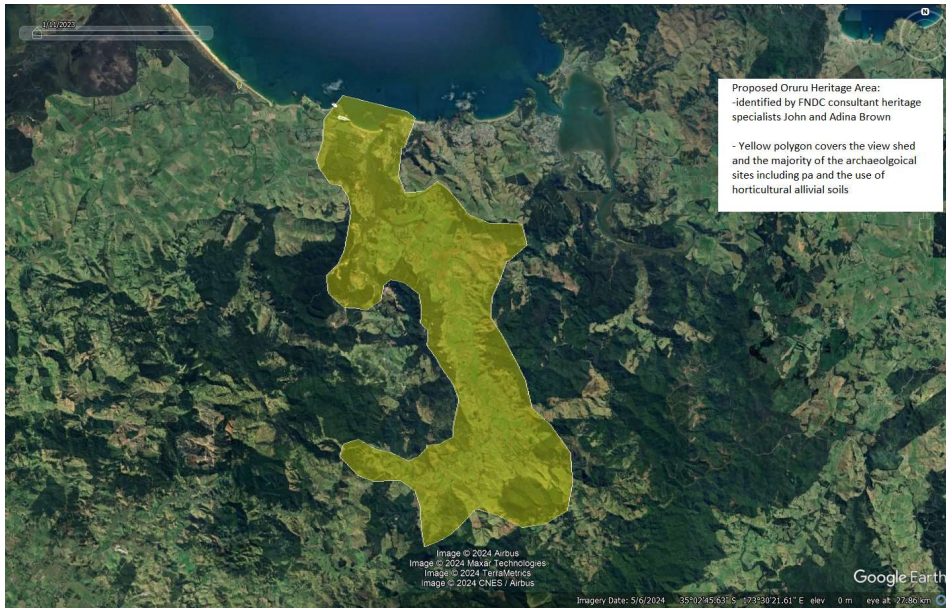 1/11/2023
N
Proposed Oruru Heritage Area:
-identified by FNDC consultant heritage
specialists John and Adina Brown
- Yellow polygon covers the view shed
and the majority of the archaeolgoical
sites including pa and the use of
horticultural allivial soils
Image © 2024 Airbus
Image © 2024 Maxar Technologies
Image © 2024 TerraMetrics
Image © 2024 CNES / Airbus
Google Earth
Imagery Date: 5/6/2024 35°02'45.63" S 173°30'21.61" E elev 0 m eye alt 27.86 km